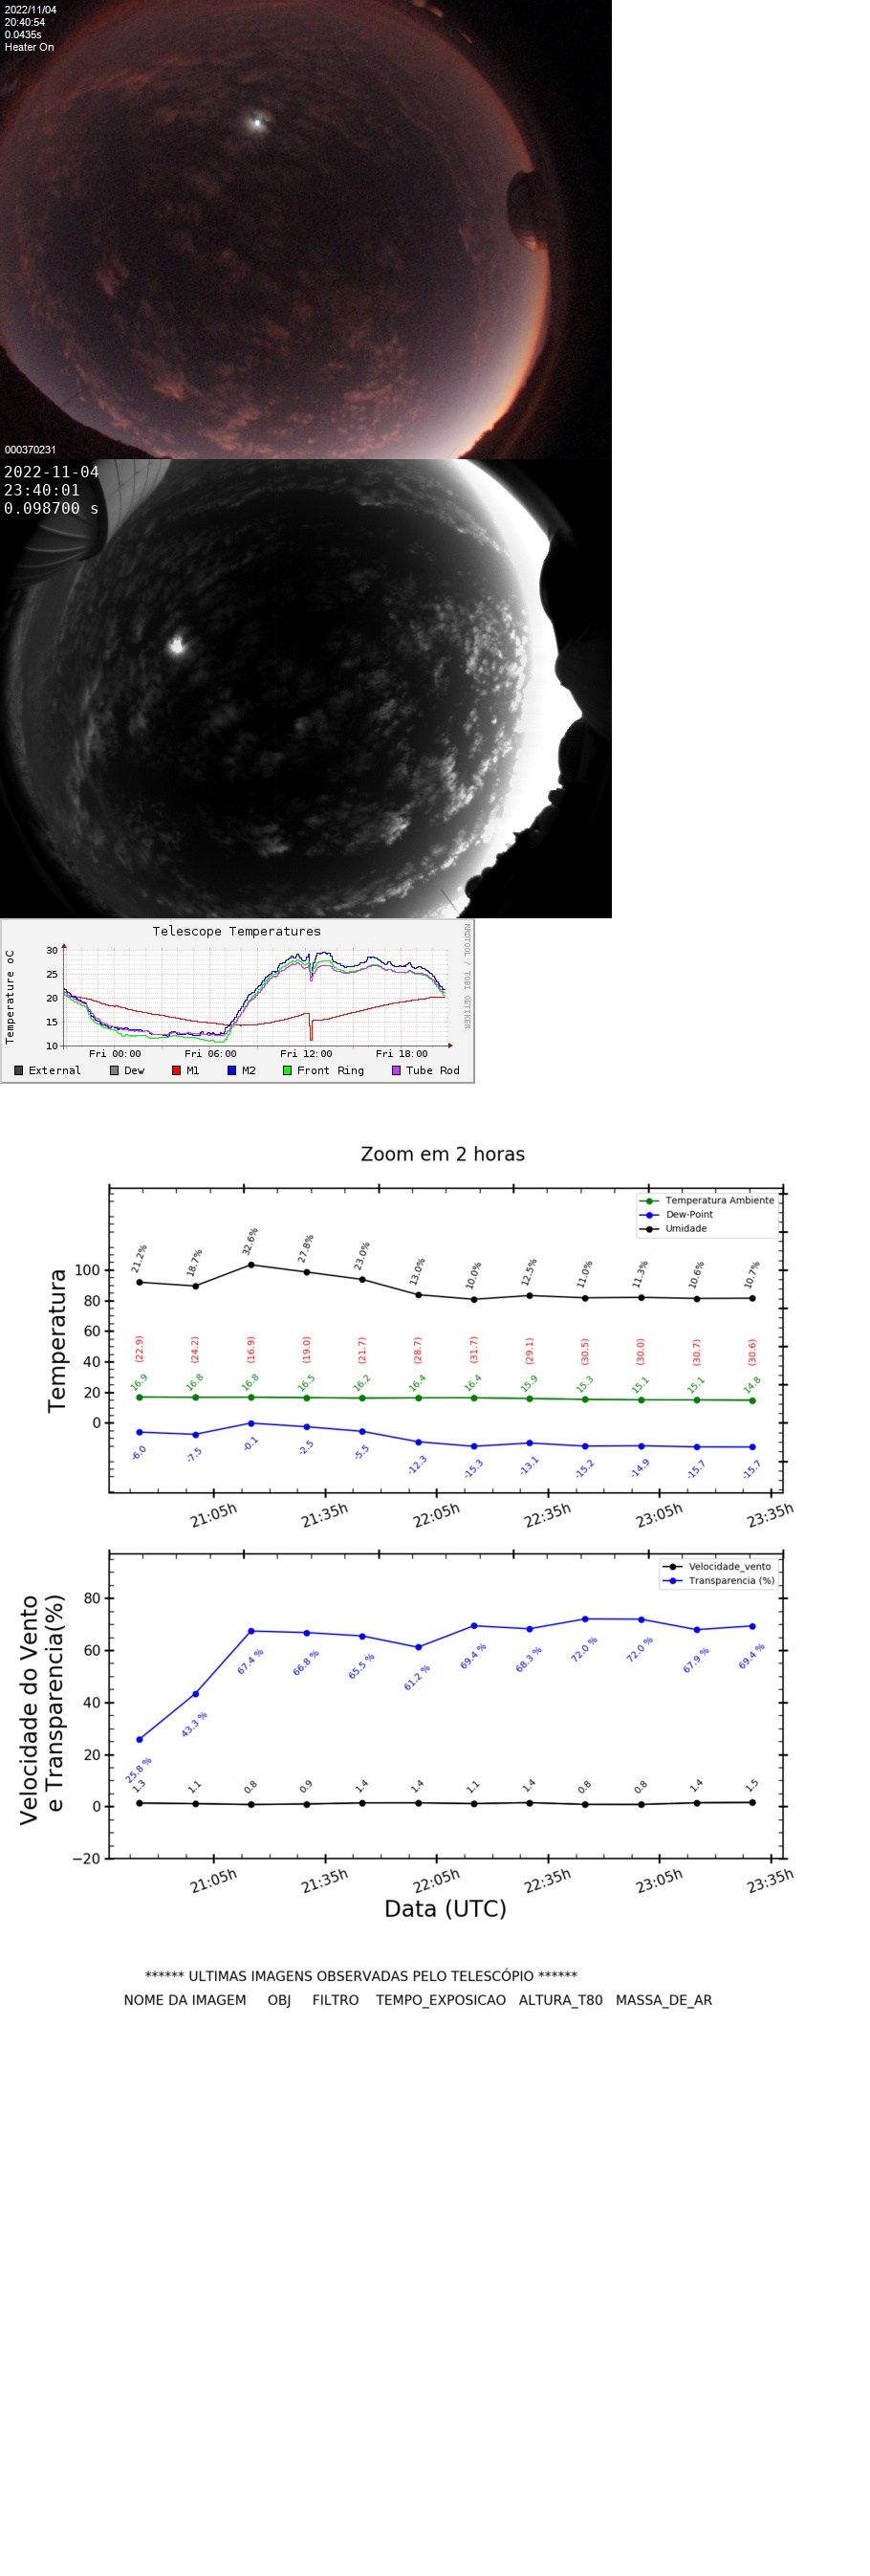 2022/11/04
20:40:54
0.0435s
Heater On
000370231
2022-11-04
23:40:01
0.098700 s
Telescope Temperatures
RRDTOOL / TOBI OETIKER
Temperature oC
30
25
20
15
10
Fri 00:00 Fri 06:00 Fri 12:00 Fri 18:00
External Dew M1 M2 Front Ring Tube Rod
Zoom em 2 horas
Temperatura Ambiente
Dew-Point
Umidade
Temperatura
100
80
60
40
20
0
21.2% 18.7% 32.6% 27.8% 23.0% 13.0% 10.0% 12.5% 11.0% 11.3% 10.6% 10.7%
(22.9) (24.2) (16.9) (19.0) (21.7) (28.7) (31.7) (29.1) (30.5) (30.0) (30.7) (30.6)
16.9 16.8 16.8 16.5 16.2 16.4 16.4 15.9 15.3 15.1 15.1 14.8
-6.0 -7.5 -0.1 -2.5 -5.5 -12.3 -15.3 -13.1 -15.2 -14.9 -15.7 -15.7
21:05h 21:35h 22:05h 22:35h 23:05h 23:35h
Velocidade_vento
Transparencia (%)
Velocidade do Vento
e Transparencia(%)
80
60
40
20
0
−20
25.8 % 43.3 % 67.4 % 66.8 % 65.5 % 61.2 % 69.4 % 68.3 % 72.0 % 72.0 % 67.9 % 69.4 %
1.3 1.1 0.8 0.9 1.4 1.4 1.1 1.4 0.8 0.8 1.4 1.5
21:05h 21:35h 22:05h 22:35h 23:05h 23:35h
Data (UTC)
****** ULTIMAS IMAGENS OBSERVADAS PELO TELESCÓPIO ******
NOME DA IMAGEM OBJ FILTRO TEMPO_EXPOSICAO ALTURA_T80 MASSA_DE_AR